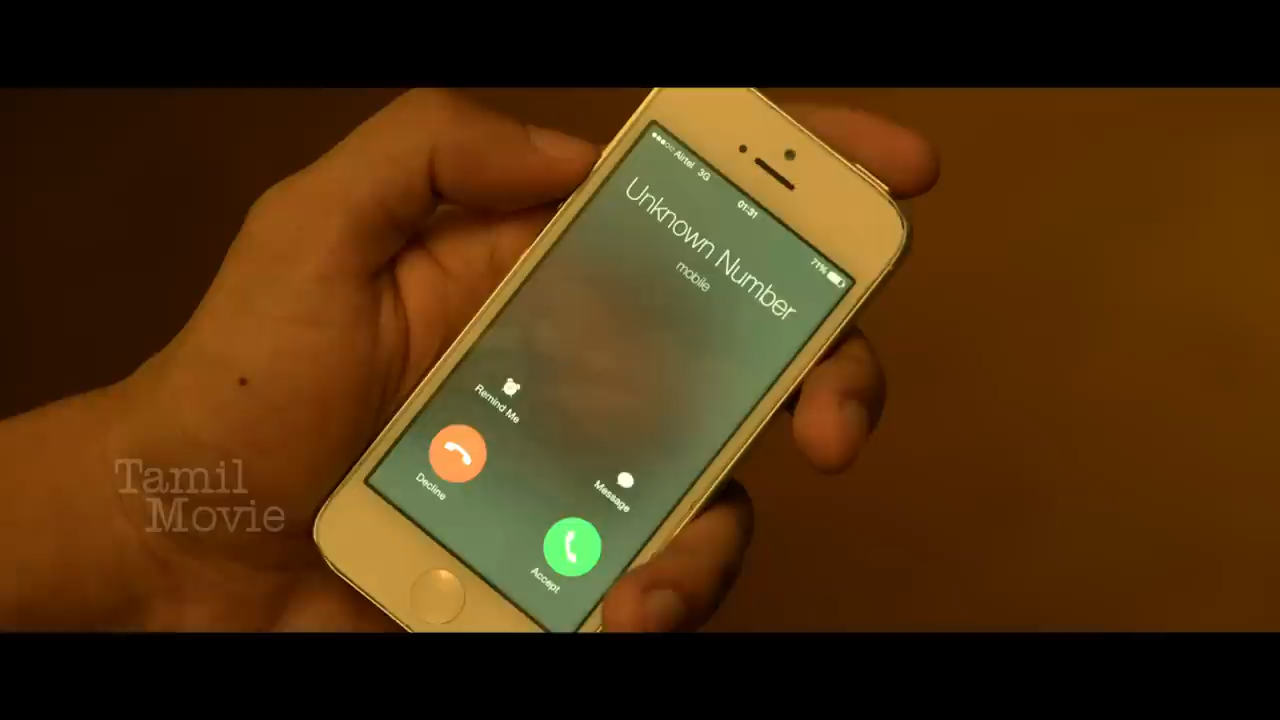 Airtel 3G
01:31
71%
Unknown Number
mobile
Remind Me
Message
Decline
Accept
Tamil
Movie